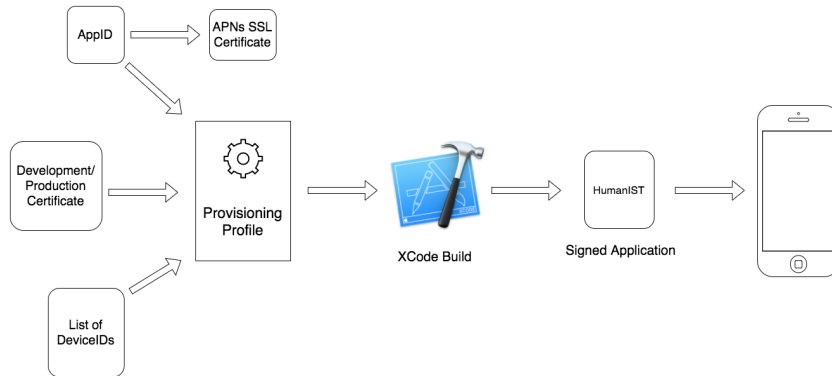 AppID
APNs SSL
Certificate
Development/
Production
Certificate
Provisioning
Profile
XCode Build
HumanIST
Signed Application
List of
DeviceIDs